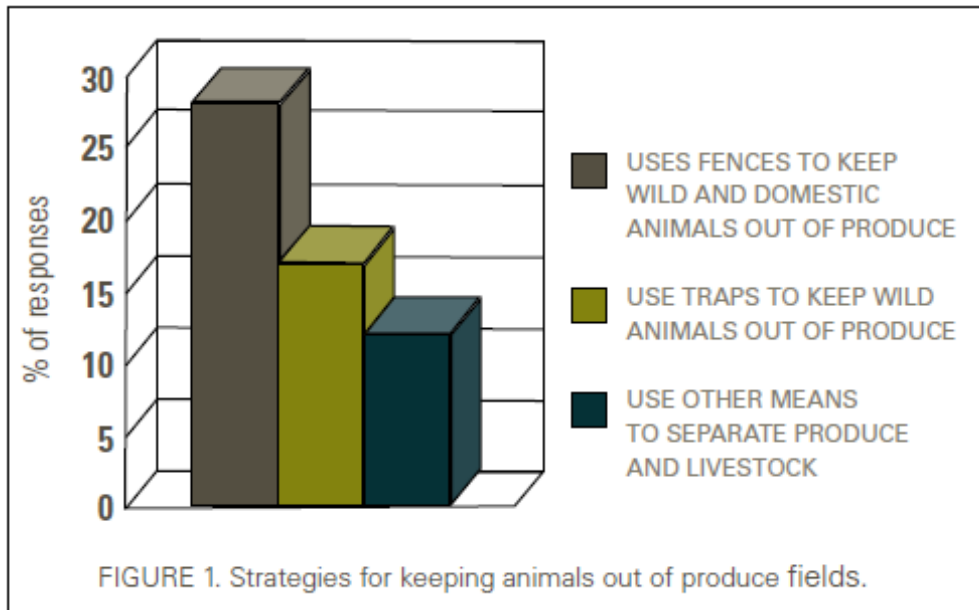 30
25
20
15
10
5
0
% of responses
USES FENCES TO KEEP
WILD AND DOMESTIC
ANIMALS OUT OF PRODUCE
USE TRAPS TO KEEP WILD
ANIMALS OUT OF PRODUCE
USE OTHER MEANS
TO SEPARATE PRODUCE
AND LIVESTOCK
FIGURE 1. Strategies for keeping animals out of produce fields.